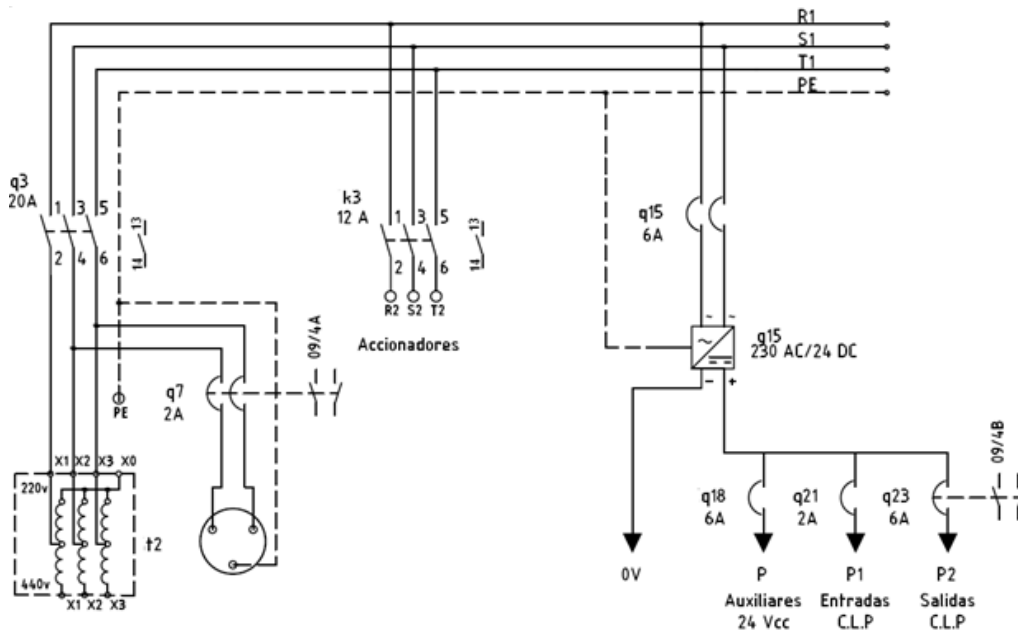 R1
S1
T1
PE
q3
20A
1 3 5
2 4 6
13
14
k3
12 A
1 3 5
2 4 6
13
14
R2 S2 T2
Accionadores
q15
6A
~ ~
~
q15
230 AC/24 DC
- +
09/4A
q7
2A
PE
X1 X2 X3 X0
220v
440v
.t2
X1 X2 X3
09/4B
q18
6A
q21
2A
q23
6A
0V
P
Auxiliares
24 Vcc
P1
Entradas
C.L.P
P2
Salidas
C.L.P